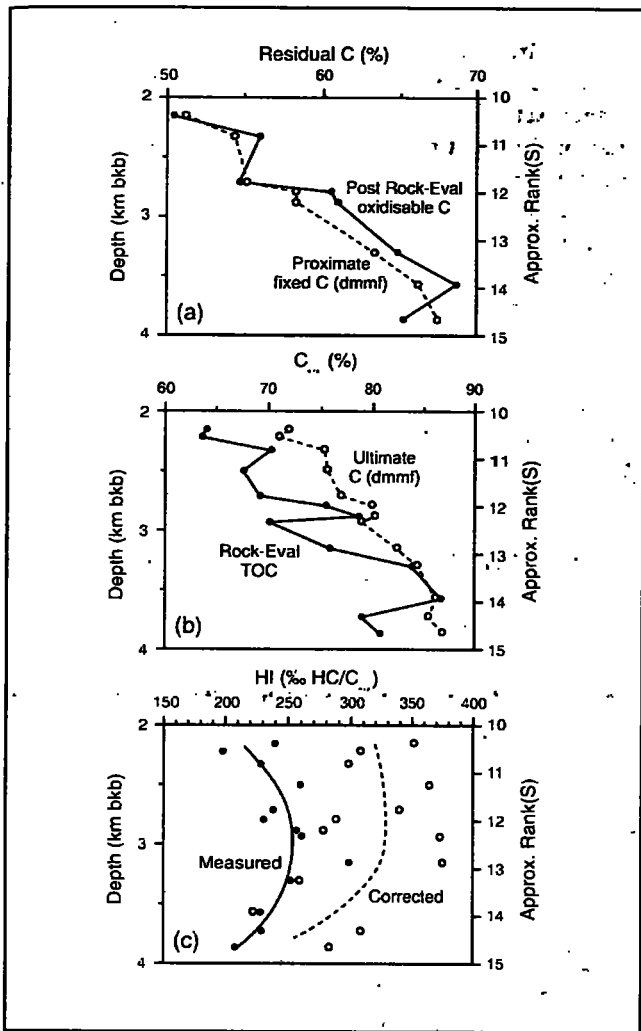 Residual C (%)
50 60 70
2 10
11
12
3
13
14
4 15
Depth (km bkb)
Approx. Rank(S)
Post Rock-Eval
oxidisable C
Proximate
fixed C (dmmf)
(a)
C (%)
60 70 80 90
2 10
11
12
3
13
14
4 15
Depth (km bkb)
Approx. Rank(S)
Ultimate
C (dmmf)
Rock-Eval
TOC
(b)
HI (‰ HC/C)
150 200 250 300 350 400
2 10
11
12
3
13
14
4 15
Depth (km bkb)
Approx. Rank(S)
Measured
Corrected
(c)